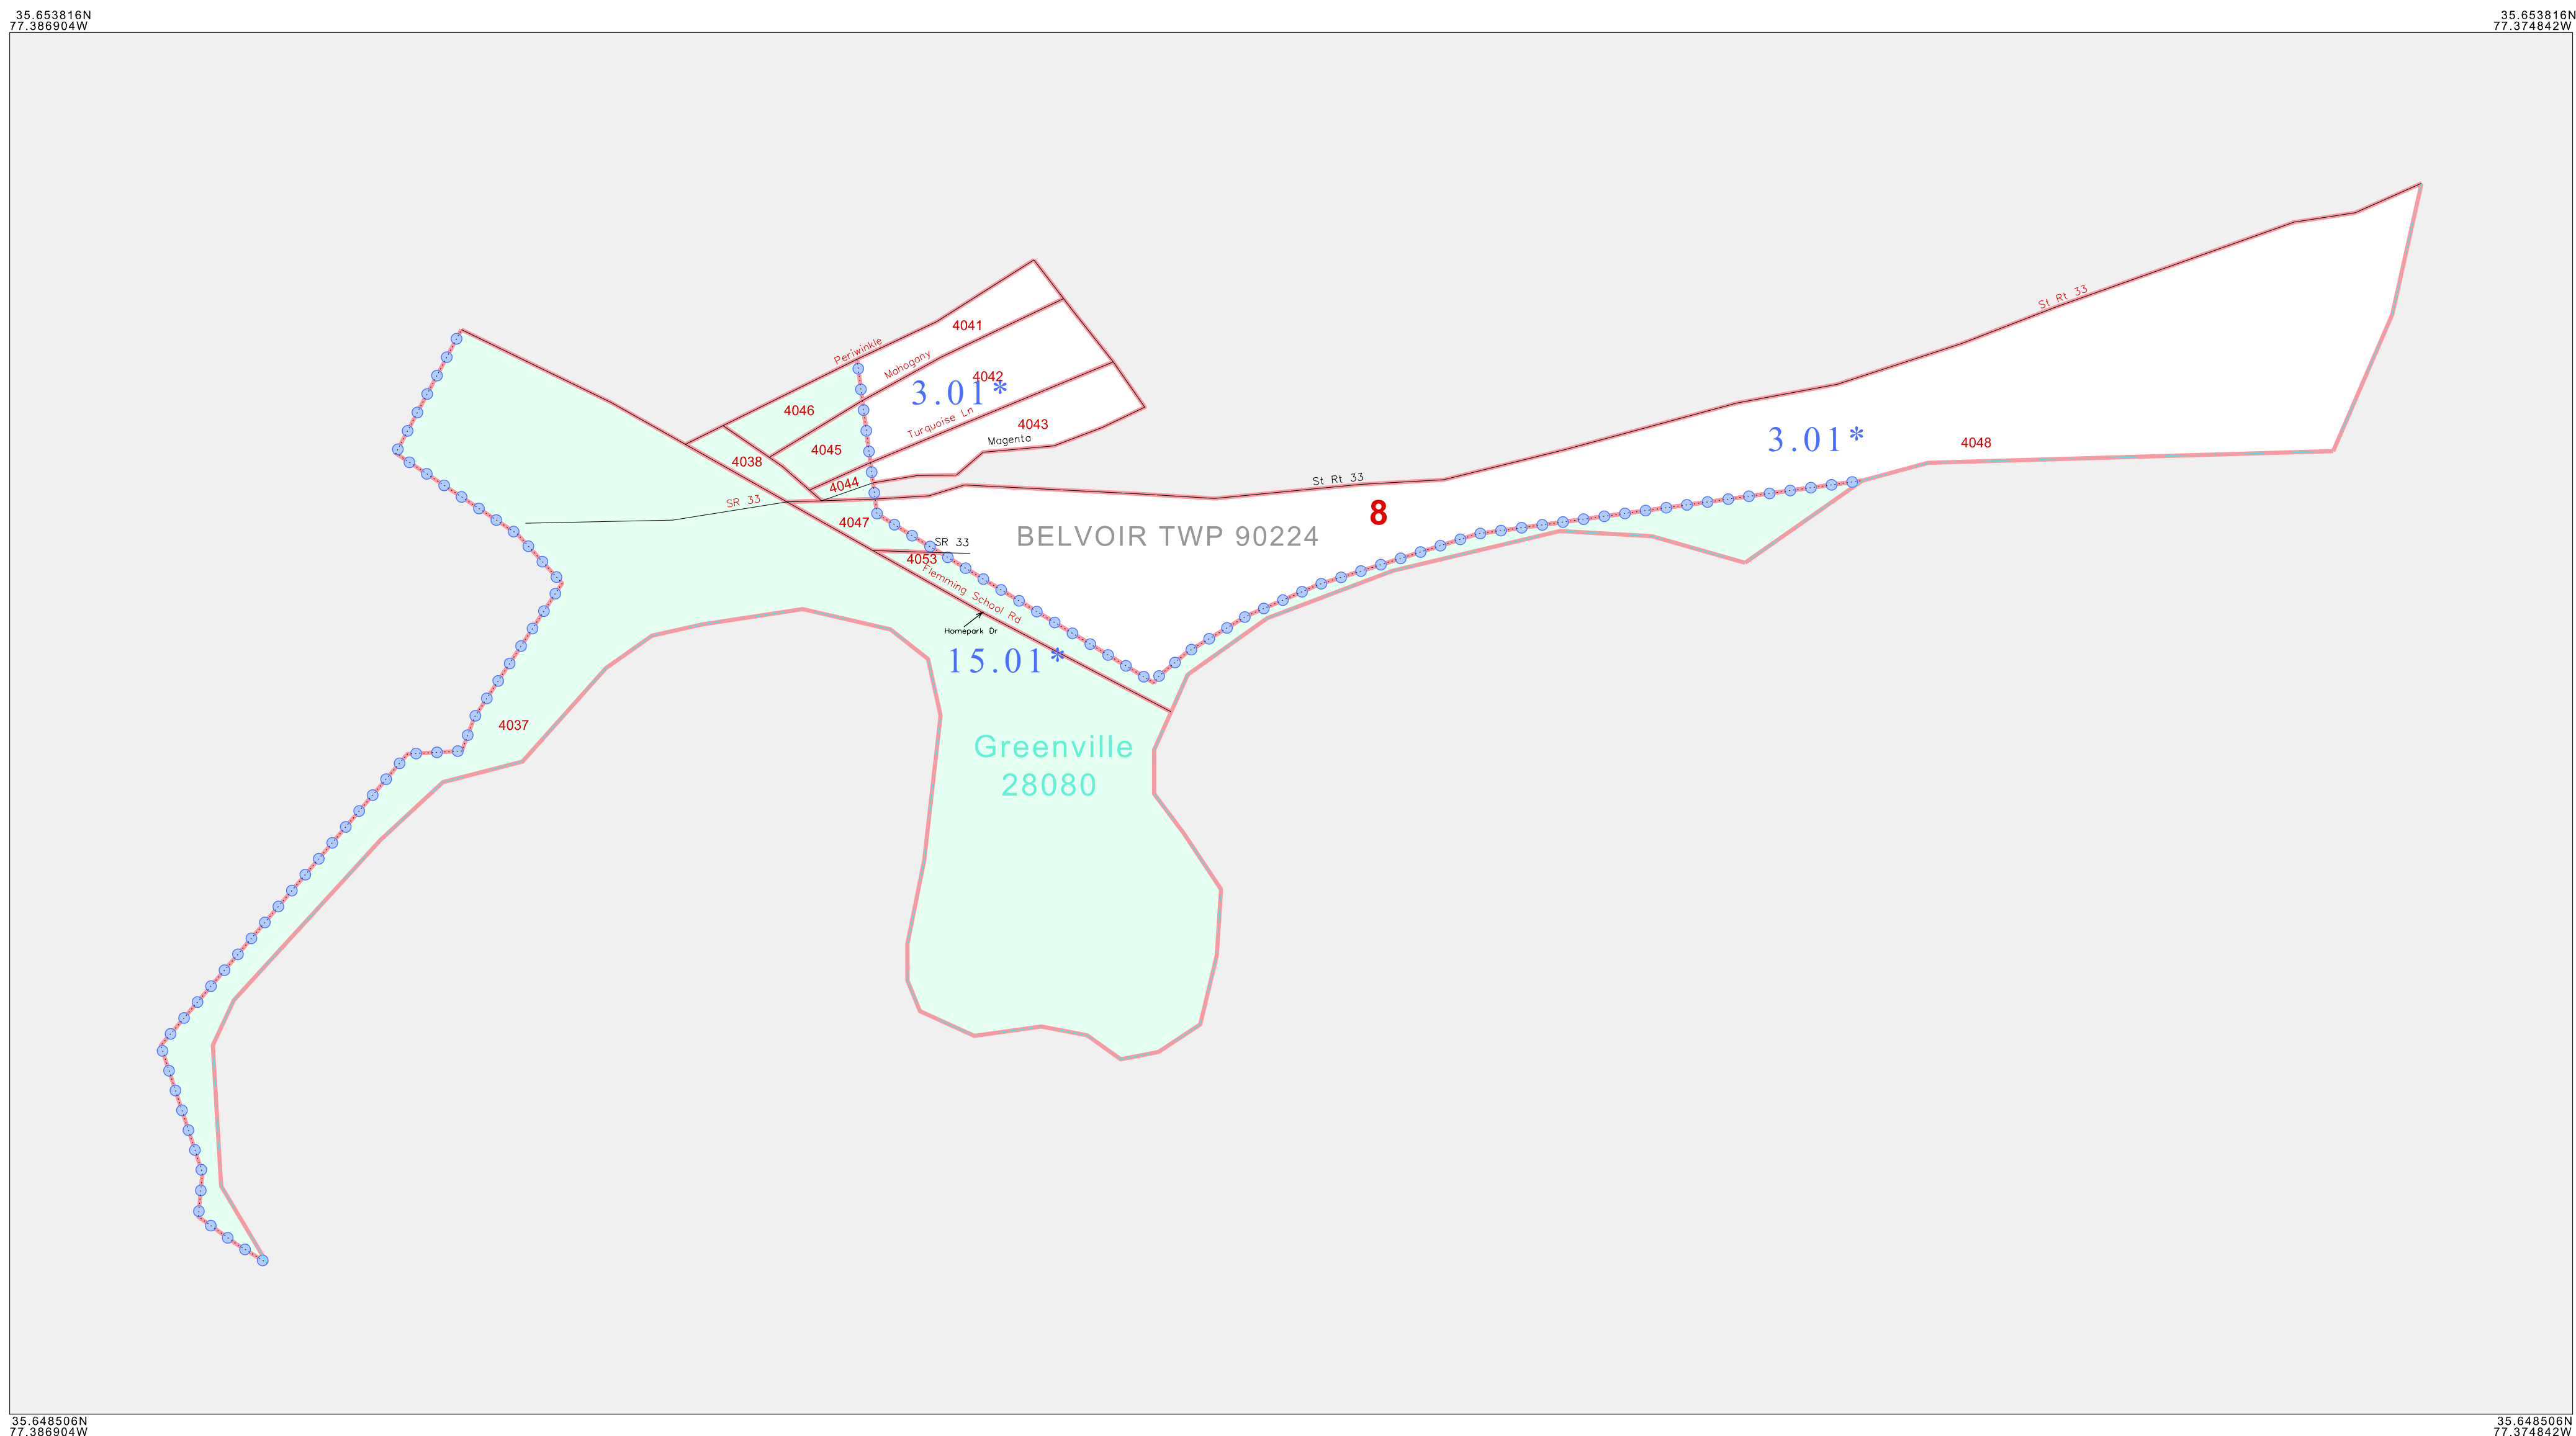 35.653816N
77.386904W
35.653816N
77.374842W
St Rt 33
4041
Periwinkle
Mahogany
4042
3.01*
4046
Turquoise Ln
4043
Magenta
3.01*
4048
4045
4038
4044
St Rt 33
SR 33
8
4047
BELVOIR TWP 90224
SR 33
4053
Flemming School Rd
Homepark Dr
15.01*
4037
Greenville
28080
35.648506N
77.386904W
35.648506N
77.374842W